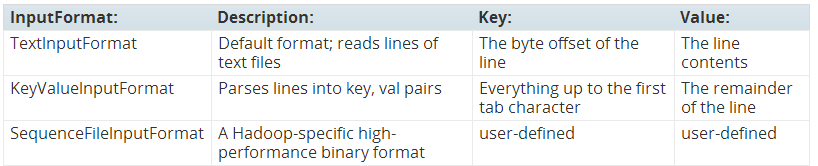 InputFormat: Description: Key: Value:
TextInputFormat Default format; reads lines of text files The byte offset of the line The line contents
KeyValueInputFormat Parses lines into key, val pairs Everything up to the first tab character The remainder of the line
SequenceFileInputFormat A Hadoop-specific high-performance binary format user-defined user-defined